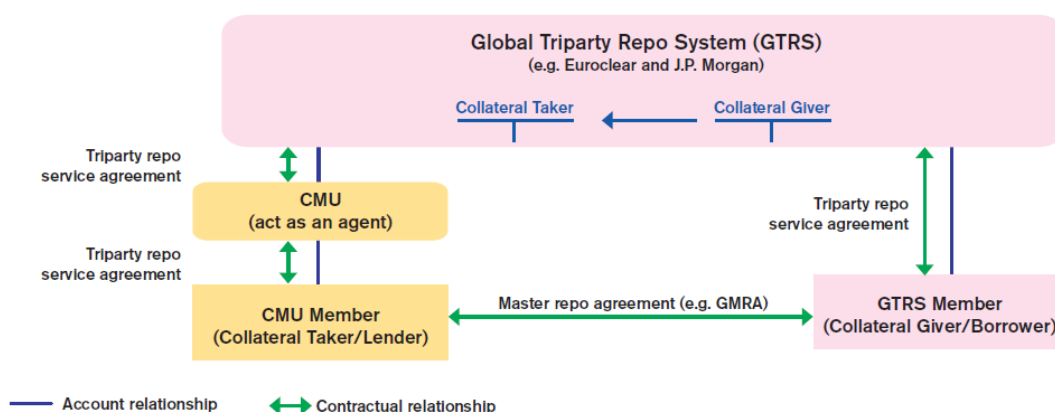 Global Triparty Repo System (GTRS)
(e.g. Euroclear and J.P. Morgan)
Collateral Taker
Collateral Giver
Triparty repo
service agreement
CMU
(act as an agent)
Triparty repo
service agreement
Triparty repo
service agreement
CMU Member
(Collateral Taker/Lender)
Master repo agreement (e.g. GMRA)
GTRS Member
(Collateral Giver/Borrower)
Account relationship
Contractual relationship